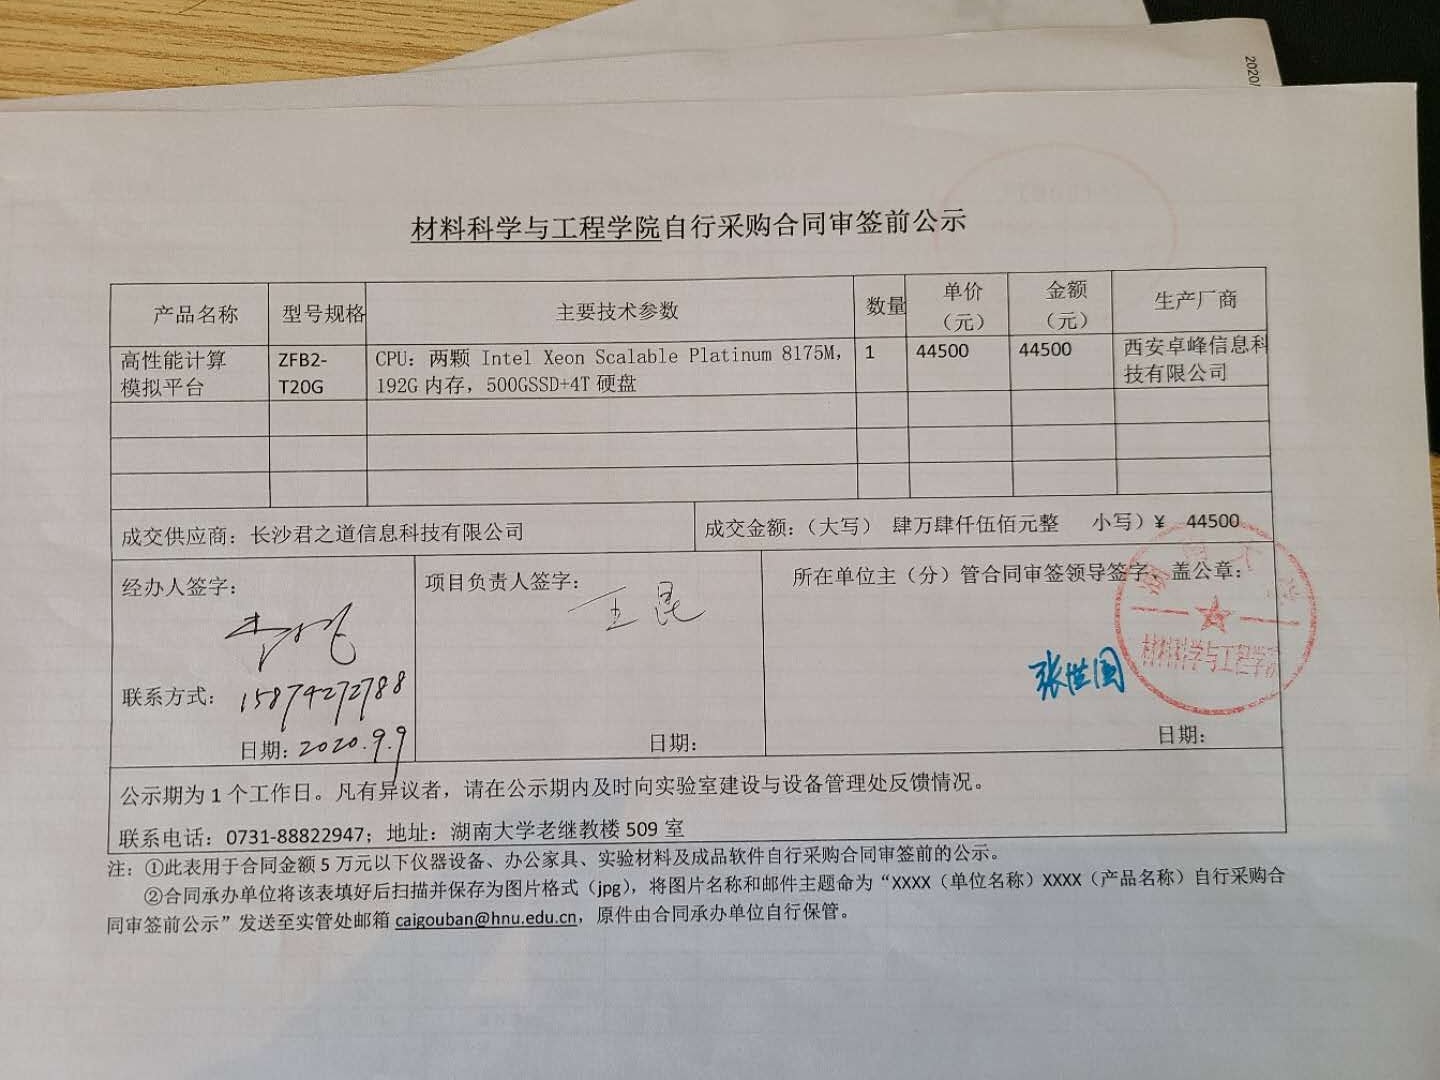 2020
材料科学与工程学院自行采购合同审签前公示
产品名称 型号规格 主要技术参数 数量 单价（元） 金额（元） 生产厂商
高性能计算模拟平台 ZFB2-T20G CPU：两颗 Intel Xeon Scalable Platinum 8175M，192G 内存，500GSSD+4T 硬盘 1 44500 44500 西安卓峰信息科技有限公司
成交供应商：长沙君之道信息科技有限公司 成交金额：（大写） 肆万肆仟伍佰元整 小写）¥ 44500
经办人签字：
项目负责人签字：王昆
所在单位主（分）管合同审签领导签字、盖公章：
张世国
湖南大学
材料科学与工程学院
联系方式：15874272788
日期：2020.9.9
日期：
日期：
公示期为 1 个工作日。凡有异议者，请在公示期内及时向实验室建设与设备管理处反馈情况。
联系电话：0731-88822947；地址：湖南大学老继教楼 509 室
注：①此表用于合同金额 5 万元以下仪器设备、办公家具、实验材料及成品软件自行采购合同审签前的公示。
②合同承办单位将该表填好后扫描并保存为图片格式（jpg），将图片名称和邮件主题命为“XXXX（单位名称）XXXX（产品名称）自行采购合
同审签前公示”发送至实管处邮箱 caigouban@hnu.edu.cn，原件由合同承办单位自行保管。